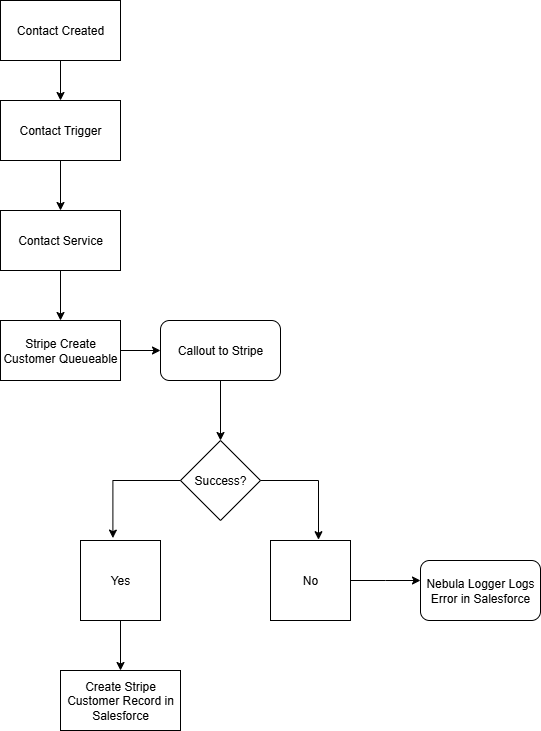 Contact Created
Contact Trigger
Contact Service
Stripe Create
Customer Queueable
Callout to Stripe
Success?
Yes
No
Nebula Logger Logs
Error in Salesforce
Create Stripe
Customer Record in
Salesforce